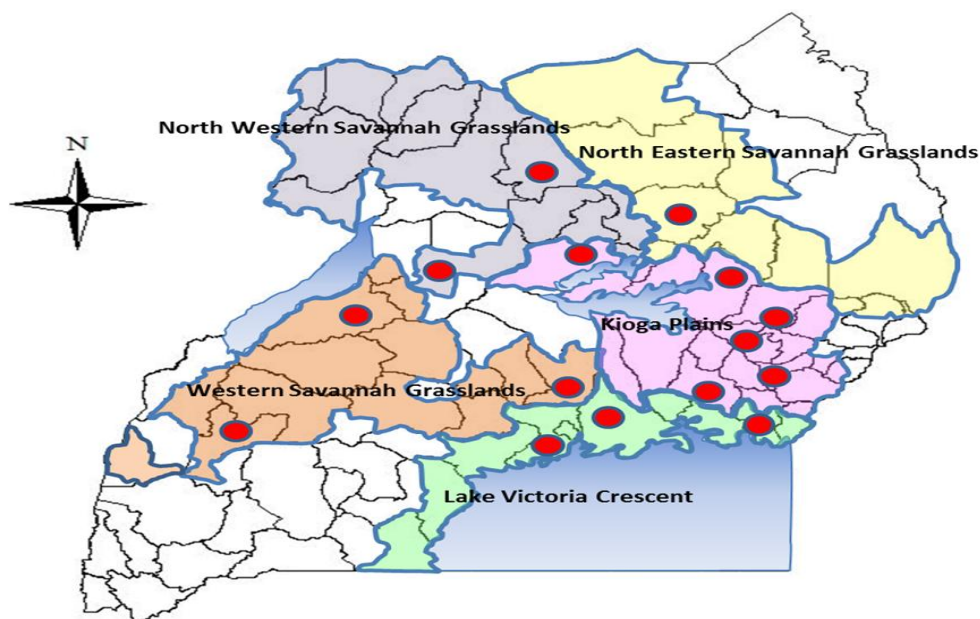 N
North Western Savannah Grasslands
North Eastern Savannah Grasslands
Kioga Plains
Western Savannah Grasslands
Lake Victoria Crescent